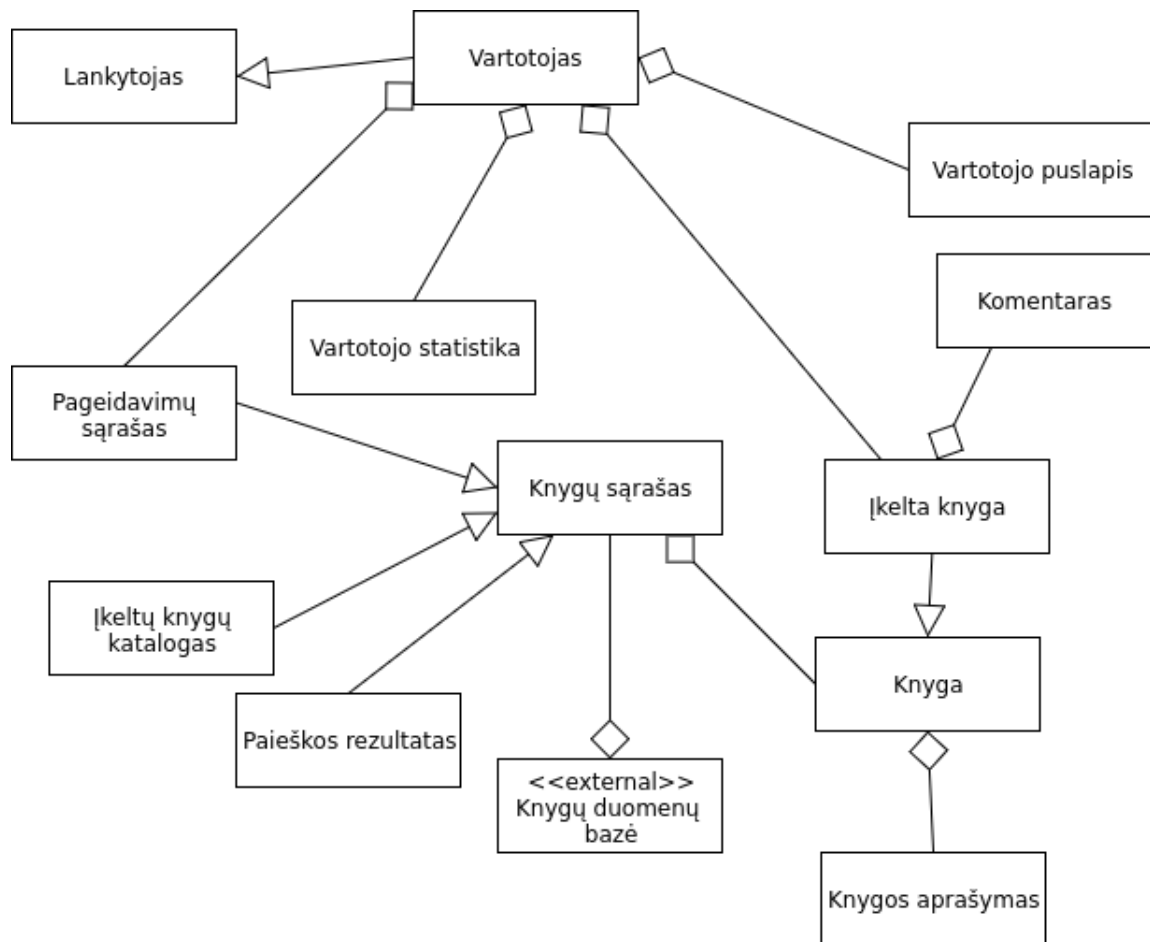 Vartotojas
Lankytojas
Vartotojo puslapis
Komentaras
Vartotojo statistika
Pageidavimų
sąrašas
Knygų sąrašas
Įkelta knyga
Įkeltų knygų
katalogas
Knyga
Paieškos rezultatas
<<external>>
Knygų duomenų
bazė
Knygos aprašymas